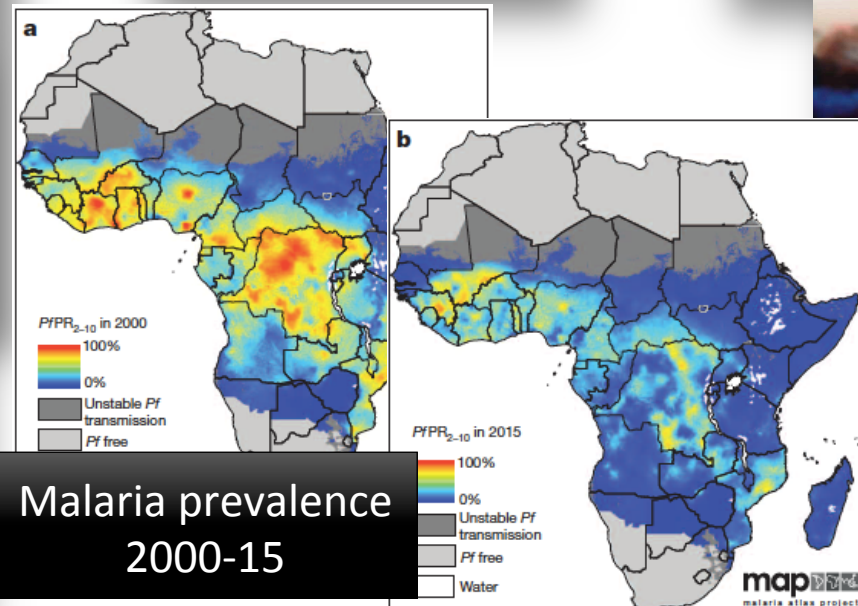 a
PfPR2–10 in 2000
100%
0%
Unstable Pf
transmission
Pf free
b
PfPR2–10 in 2015
100%
0%
Unstable Pf
transmission
Pf free
Water
Malaria prevalence
2000-15
map
malaria atlas project